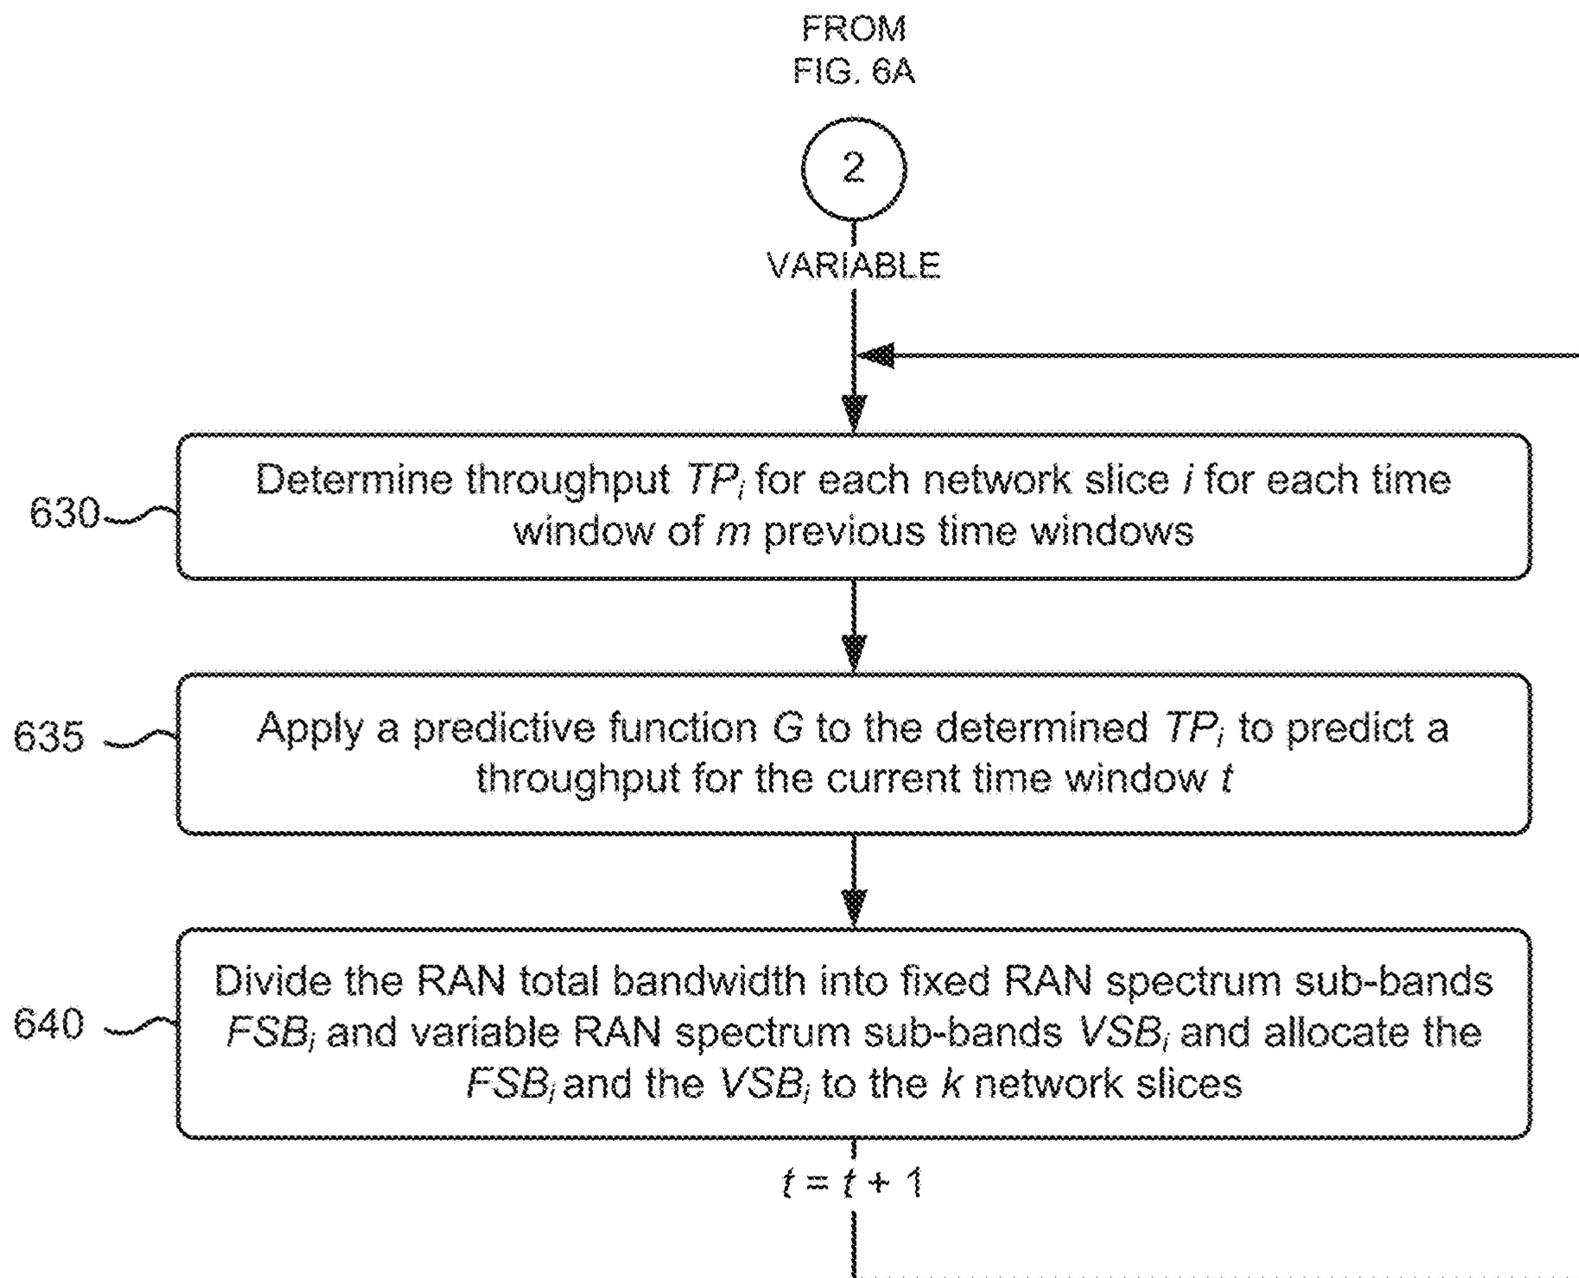 FROM
FIG. 6A
2
VARIABLE
630
Determine throughput TPi for each network slice i for each time
window of m previous time windows
635
Apply a predictive function G to the determined TPi to predict a
throughput for the current time window t
640
Divide the RAN total bandwidth into fixed RAN spectrum sub-bands
FSBi and variable RAN spectrum sub-bands VSBi and allocate the
FSBi and the VSBi to the k network slices
t = t + 1